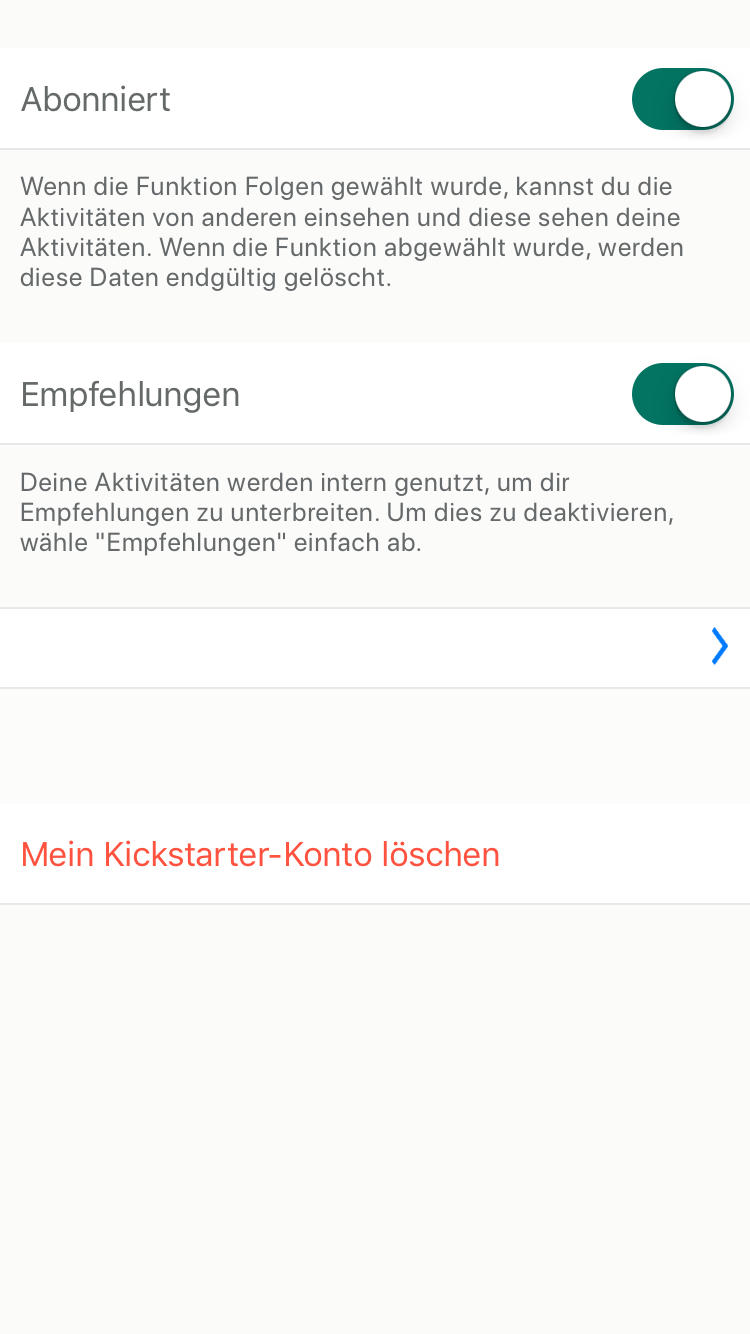 Abonniert
Wenn die Funktion Folgen gewählt wurde, kannst du die
Aktivitäten von anderen einsehen und diese sehen deine
Aktivitäten. Wenn die Funktion abgewählt wurde, werden
diese Daten endgültig gelöscht.
Empfehlungen
Deine Aktivitäten werden intern genutzt, um dir
Empfehlungen zu unterbreiten. Um dies zu deaktivieren,
wähle "Empfehlungen" einfach ab.
Mein Kickstarter-Konto löschen